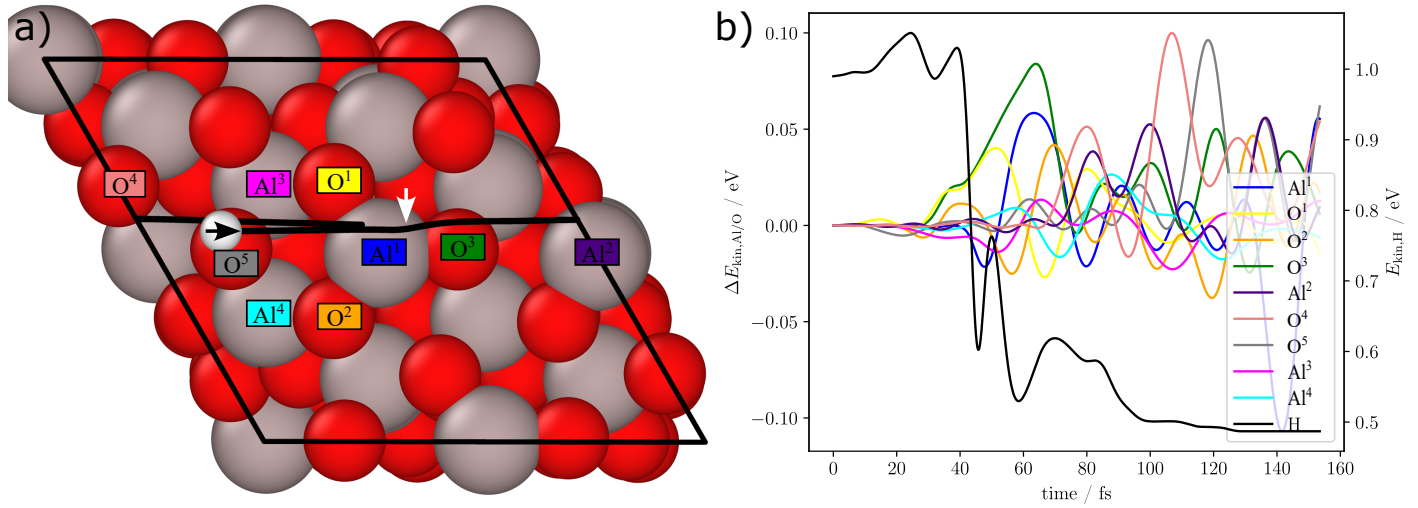 a)
O⁴
Al³
O¹
O⁵
Al¹
O³
Al²
Al⁴
O²
b)
0.10
0.05
0.00
−0.05
−0.10
ΔE_kin,Al/O / eV
0
20
40
60
80
100
120
140
160
time / fs
1.0
0.9
0.8
0.7
0.6
0.5
E_kin,H / eV
Al¹
O¹
O²
O³
Al²
O⁴
O⁵
Al³
Al⁴
H